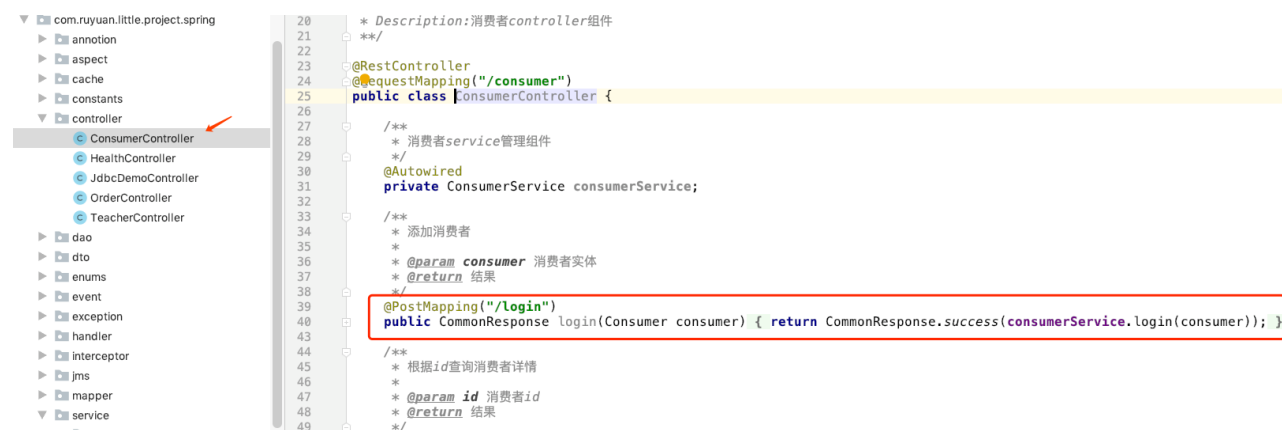 com.ruyuan.little.project.spring
annotion
aspect
cache
constants
controller
ConsumerController
HealthController
JdbcDemoController
OrderController
TeacherController
dao
dto
enums
event
exception
handler
interceptor
jms
mapper
service
20 * Description:消费者controller组件
21 **/
22
23 @RestController
24 @RequestMapping("/consumer")
25 public class ConsumerController {
26
27 /**
28 * 消费者service管理组件
29 */
30 @Autowired
31 private ConsumerService consumerService;
32
33 /**
34 * 添加消费者
35 *
36 * @param consumer 消费者实体
37 * @return 结果
38 */
39 @PostMapping("/login")
40 public CommonResponse login(Consumer consumer) { return CommonResponse.success(consumerService.login(consumer)); }
43
44 /**
45 * 根据id查询消费者详情
46 *
47 * @param id 消费者id
48 * @return 结果
49 */